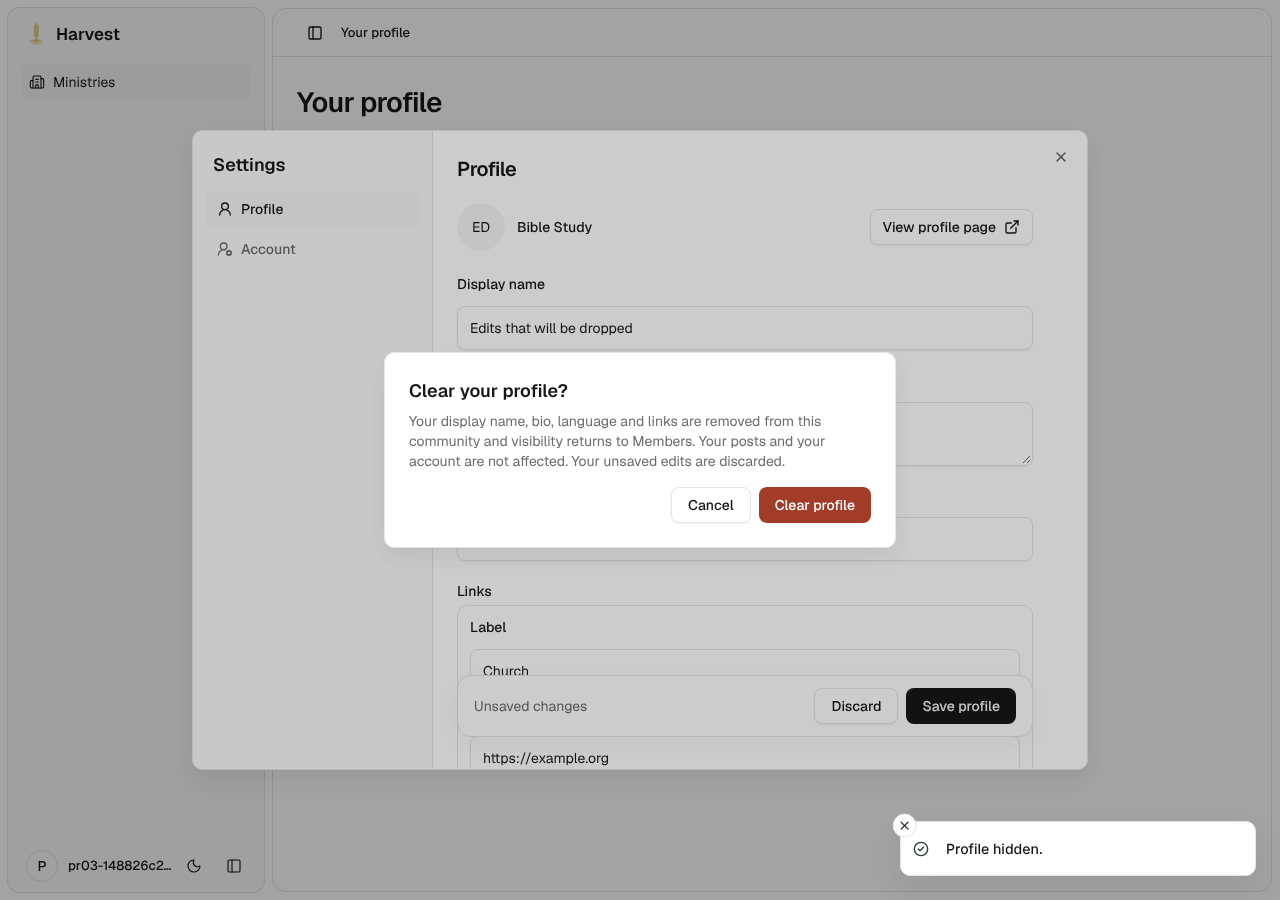 Harvest
Ministries
Your profile
Your profile
Settings
Profile
Account
Profile
ED
Bible Study
View profile page
Display name
Edits that will be dropped
Clear your profile?
Your display name, bio, language and links are removed from this
community and visibility returns to Members. Your posts and your
account are not affected. Your unsaved edits are discarded.
Cancel
Clear profile
Links
Label
Church
Unsaved changes
Discard
Save profile
https://example.org
Profile hidden.
P
pr03-148826c2...